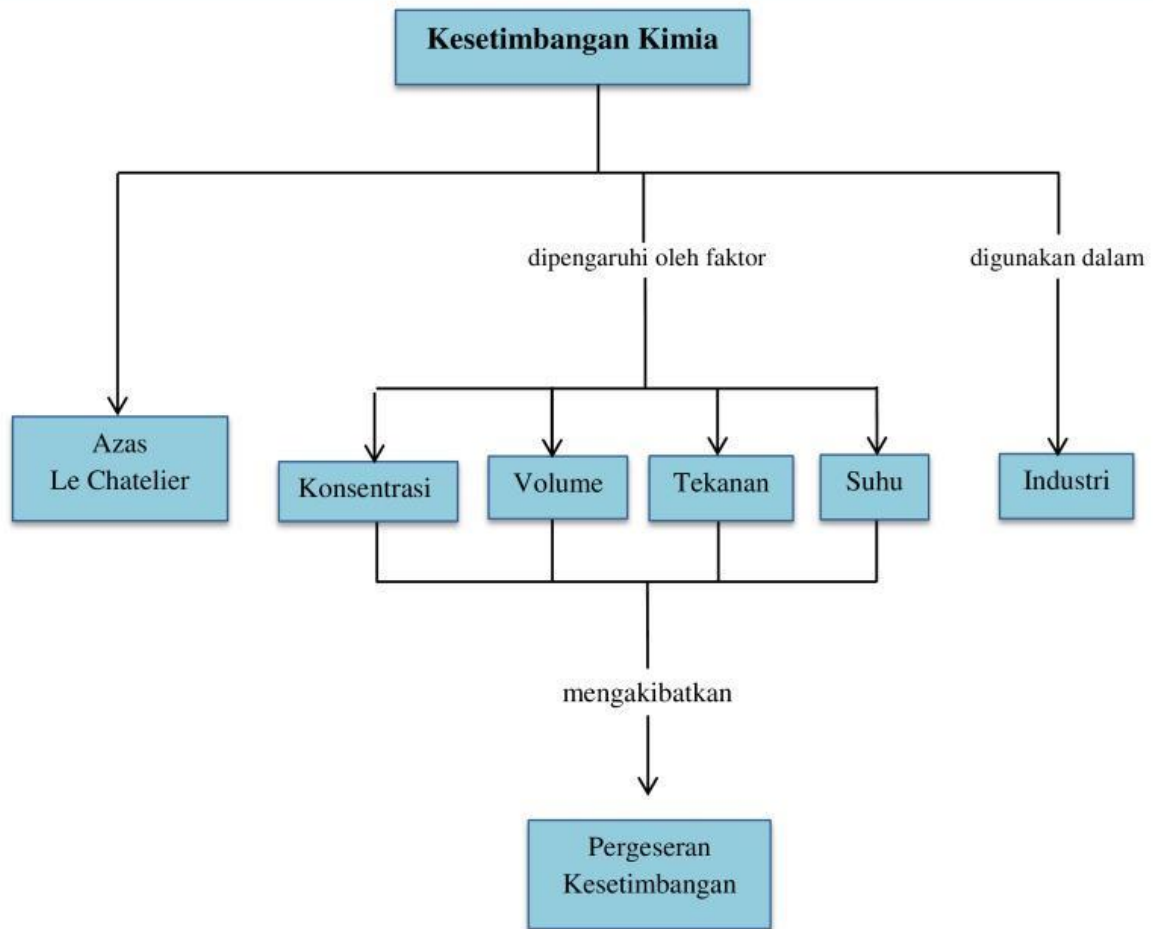 Kesetimbangan Kimia
dipengaruhi oleh faktor
digunakan dalam
Azas
Le Chatelier
Konsentrasi
Volume
Tekanan
Suhu
Industri
mengakibatkan
Pergeseran
Kesetimbangan